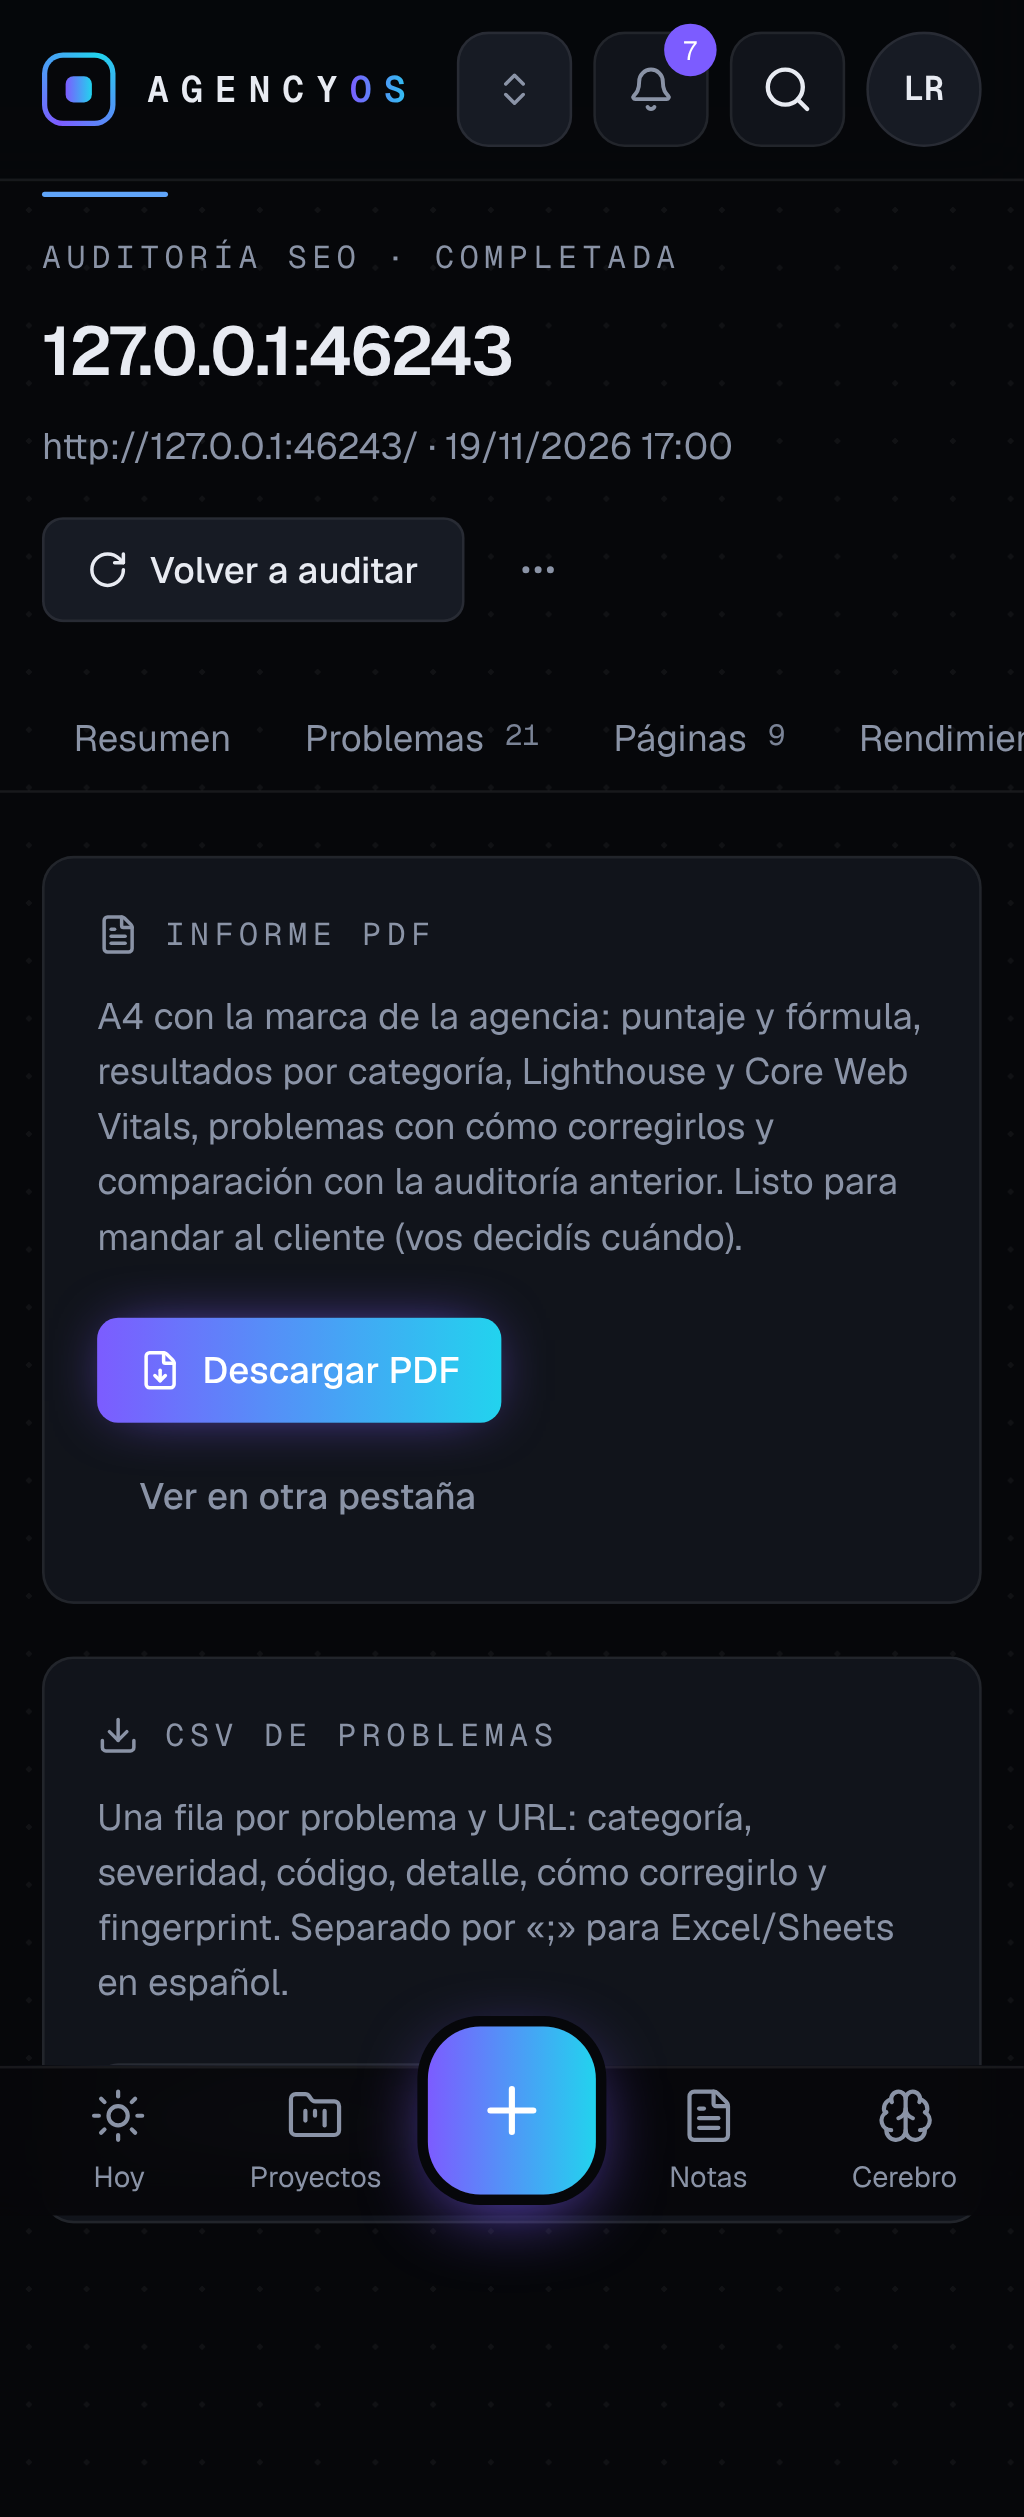 AGENCYOS
7
LR
AUDITORÍA SEO · COMPLETADA
127.0.0.1:46243
http://127.0.0.1:46243/ · 19/11/2026 17:00
Volver a auditar
Resumen Problemas 21 Páginas 9 Rendimier
INFORME PDF
A4 con la marca de la agencia: puntaje y fórmula,
resultados por categoría, Lighthouse y Core Web
Vitals, problemas con cómo corregirlos y
comparación con la auditoría anterior. Listo para
mandar al cliente (vos decidís cuándo).
Descargar PDF
Ver en otra pestaña
CSV DE PROBLEMAS
Una fila por problema y URL: categoría,
severidad, código, detalle, cómo corregirlo y
fingerprint. Separado por «;» para Excel/Sheets
en español.
Hoy Proyectos Notas Cerebro